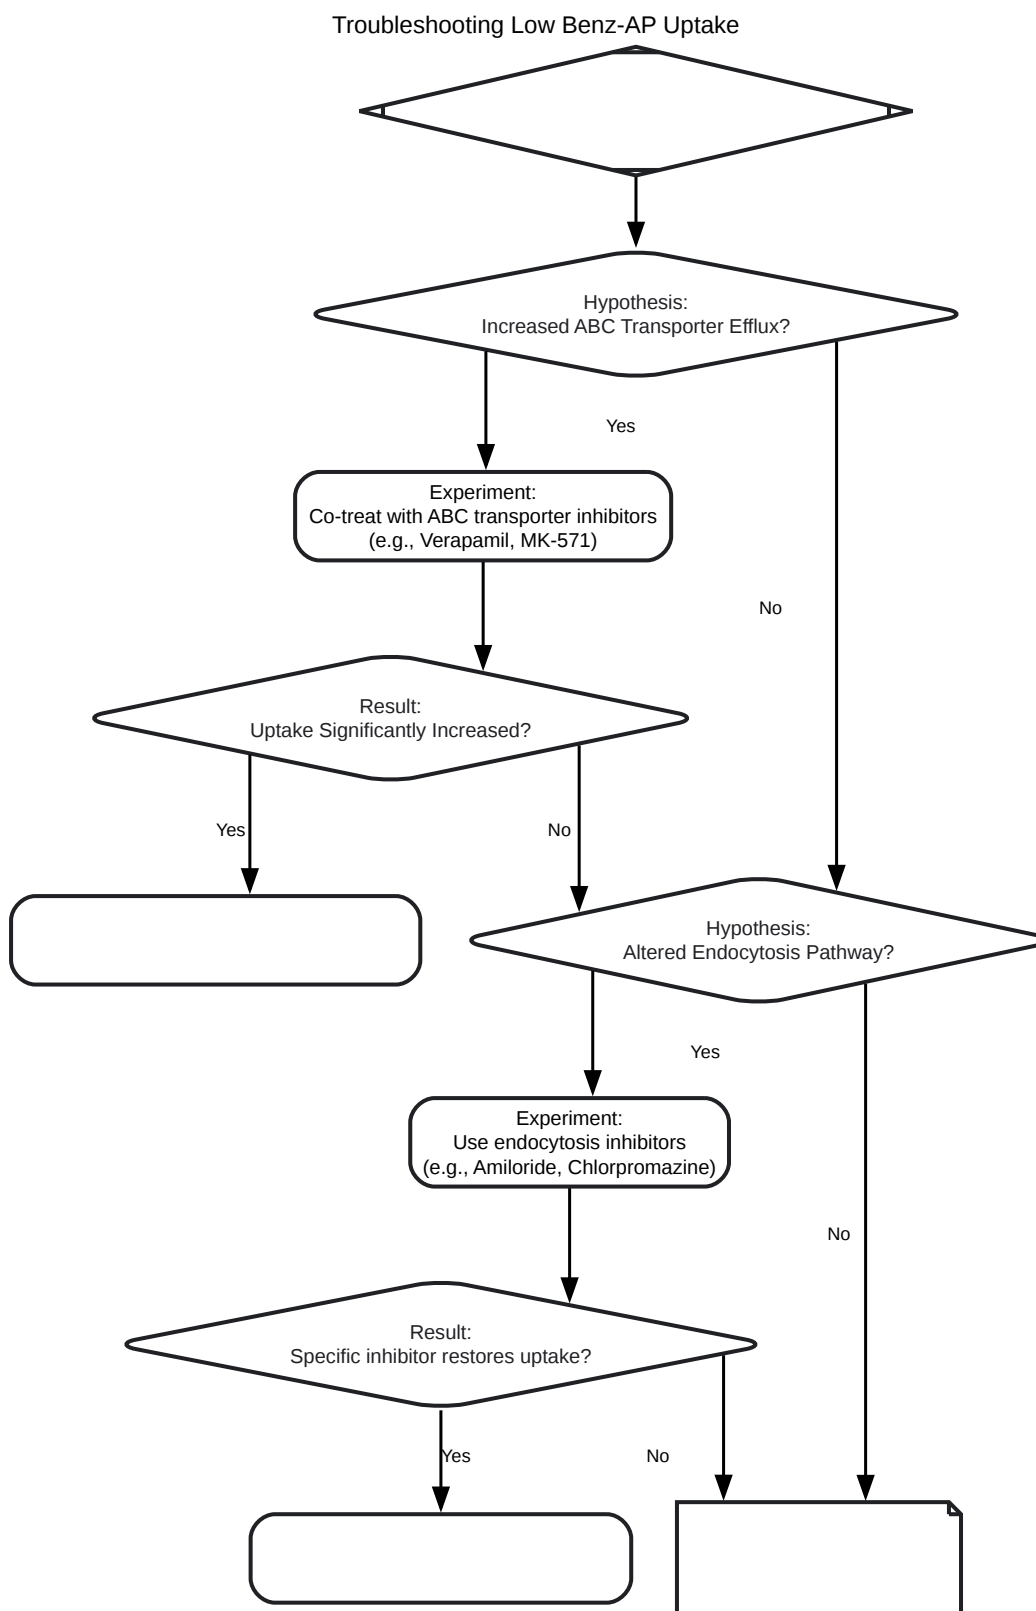 Troubleshooting Low Benz-AP Uptake
Hypothesis:
Increased ABC Transporter Efflux?
Yes
Experiment:
Co-treat with ABC transporter inhibitors
(e.g., Verapamil, MK-571)
No
Result:
Uptake Significantly Increased?
Yes
No
Hypothesis:
Altered Endocytosis Pathway?
Yes
Experiment:
Use endocytosis inhibitors
(e.g., Amiloride, Chlorpromazine)
No
Result:
Specific inhibitor restores uptake?
Yes
No